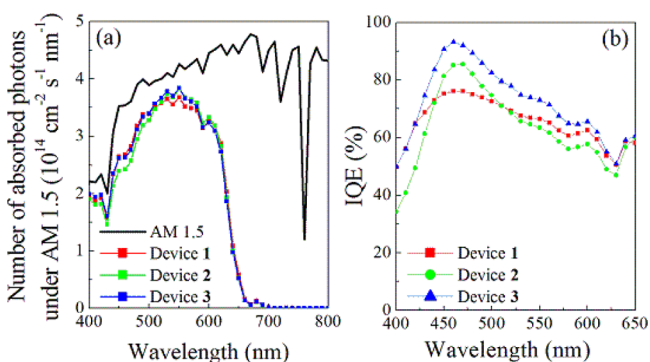 (a)
Number of absorbed photons
under AM 1.5 (10¹⁴ cm⁻² s⁻¹ nm⁻¹)
5
4
3
2
1
0
AM 1.5
Device 1
Device 2
Device 3
400 500 600 700 800
Wavelength (nm)
(b)
IQE (%)
100
80
60
40
20
0
Device 1
Device 2
Device 3
400 450 500 550 600 650
Wavelength (nm)